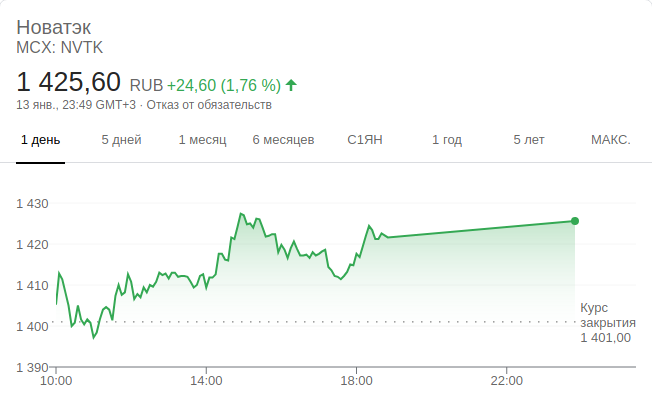 Новатэк
MCX: NVTK
1 425,60 RUB +24,60 (1,76 %)
13 янв., 23:49 GMT+3 · Отказ от обязательств
1 день 5 дней 1 месяц 6 месяцев С1ЯН 1 год 5 лет МАКС.
1 430
1 420
1 410
1 400
1 390
Курс
закрытия
1 401,00
10:00 14:00 18:00 22:00